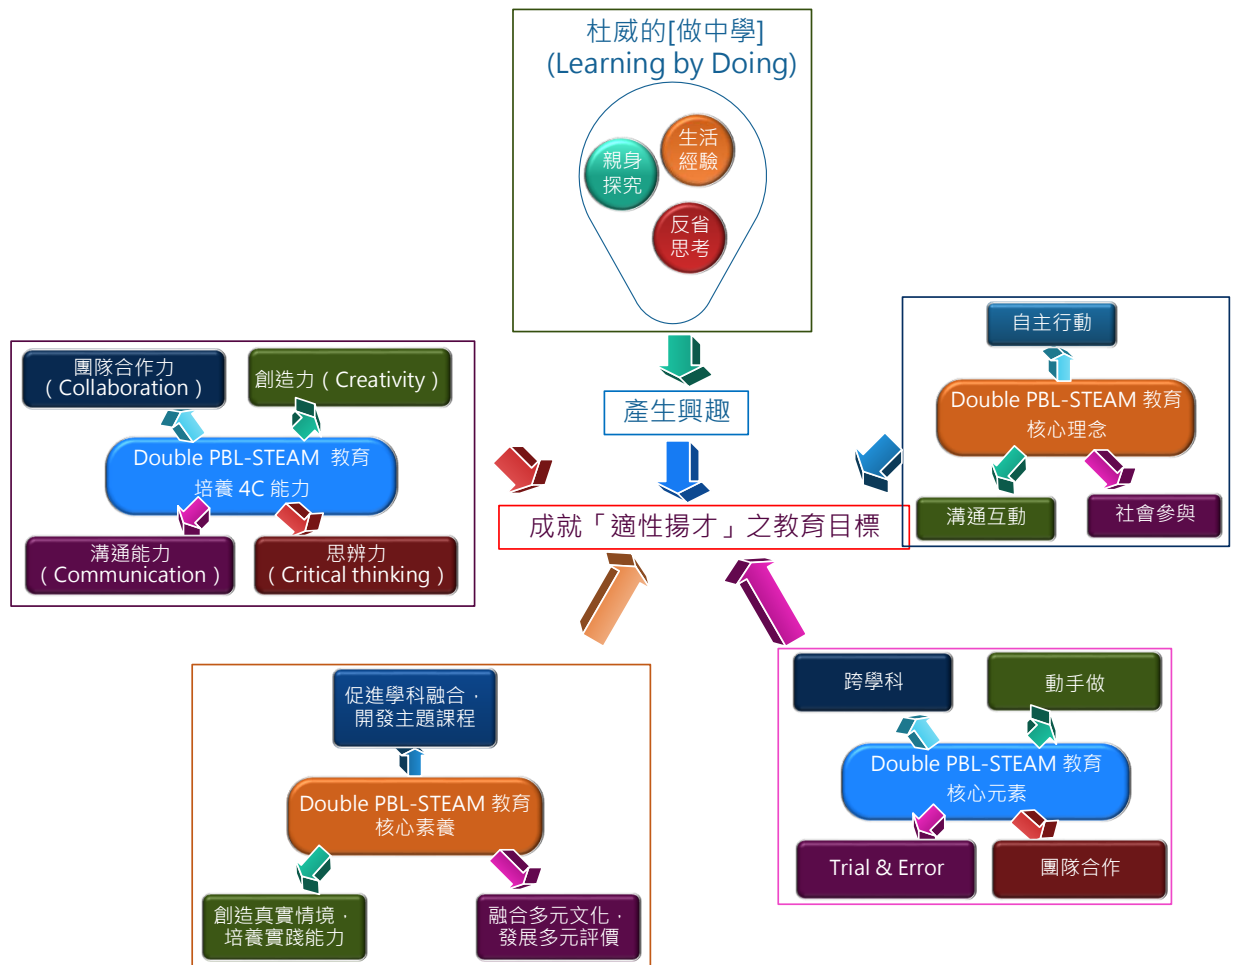 杜威的[做中學]
(Learning by Doing)
生活
經驗
親身
探究
反省
思考
產生興趣
成就「適性揚才」之教育目標
團隊合作力
( Collaboration )
創造力 ( Creativity )
Double PBL-STEAM 教育
培養 4C 能力
溝通能力
( Communication )
思辨力
( Critical thinking )
自主行動
Double PBL-STEAM 教育
核心理念
溝通互動
社會參與
促進學科融合，
開發主題課程
Double PBL-STEAM 教育
核心素養
創造真實情境，
培養實踐能力
融合多元文化，
發展多元評價
跨學科
動手做
Double PBL-STEAM 教育
核心元素
Trial & Error
團隊合作